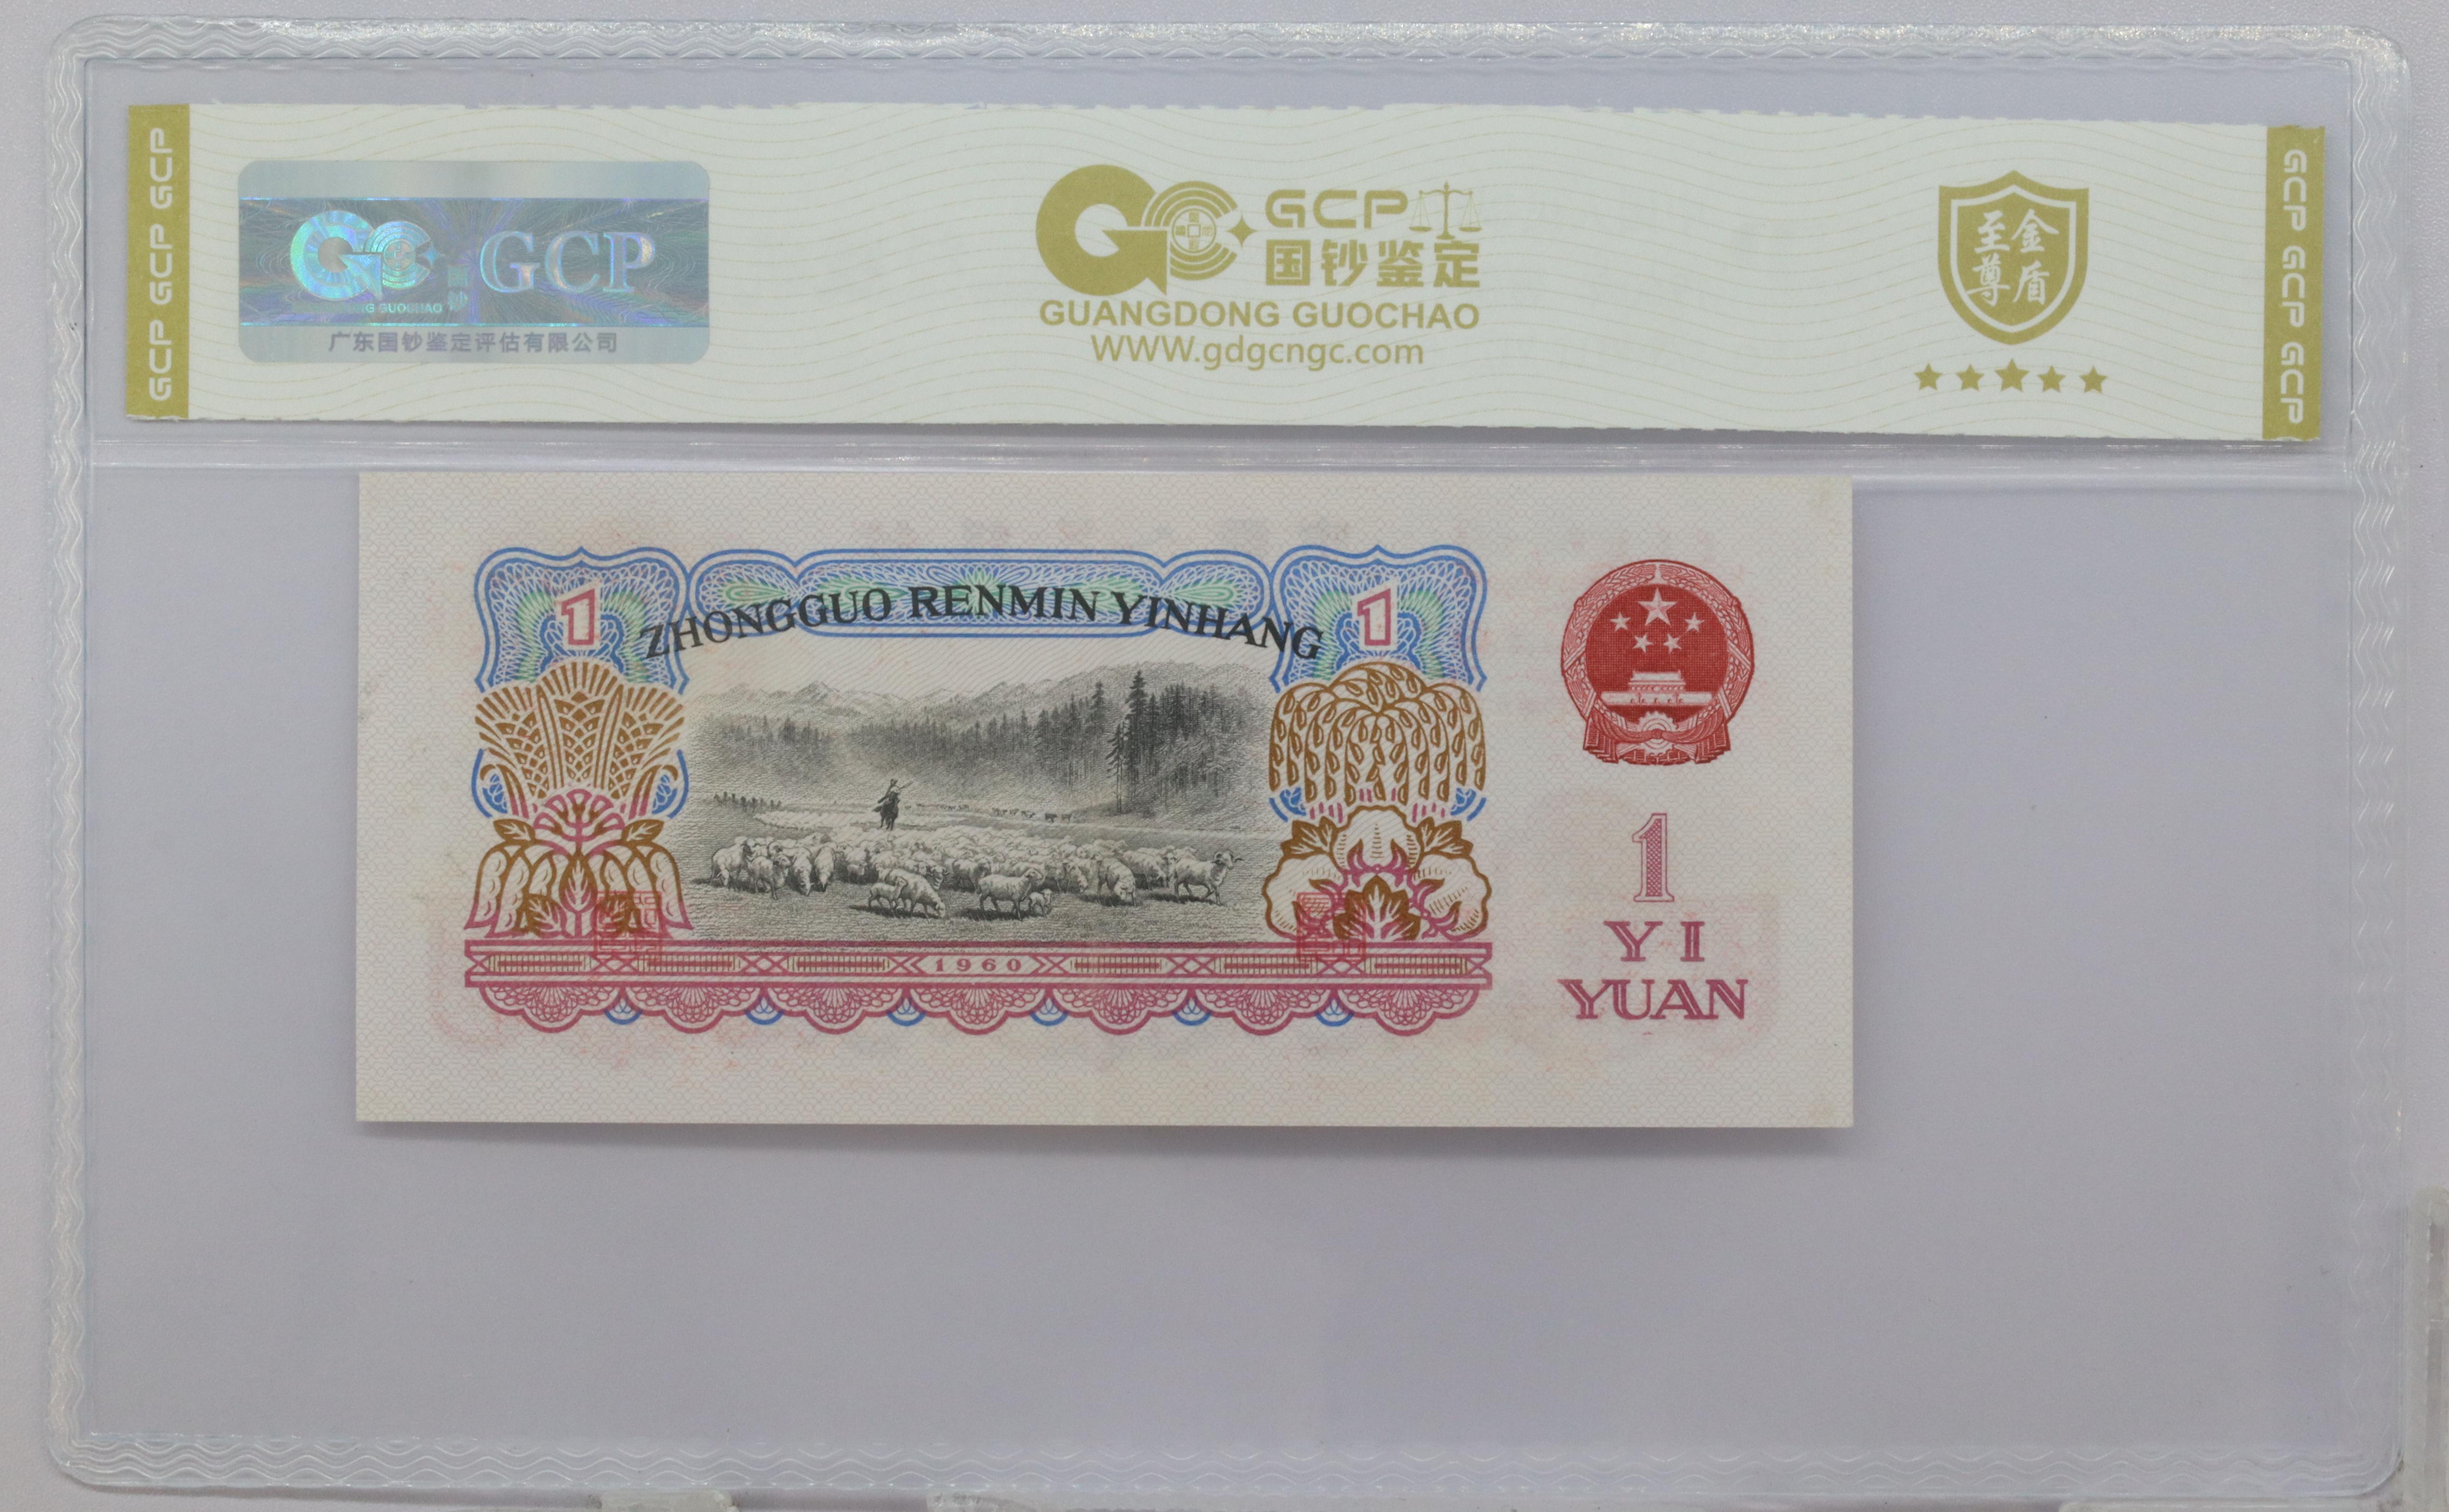 GCP GCP GCP
GCP
GUANGDONG GUOCHAO
广东国钞鉴定评估有限公司
GCP
国钞鉴定
GUANGDONG GUOCHAO
WWW.gdgcngc.com
至尊金盾
GCP GCP GCP
ZHONGGUO RENMIN YINHANG
1
1
1960
1
YI
YUAN